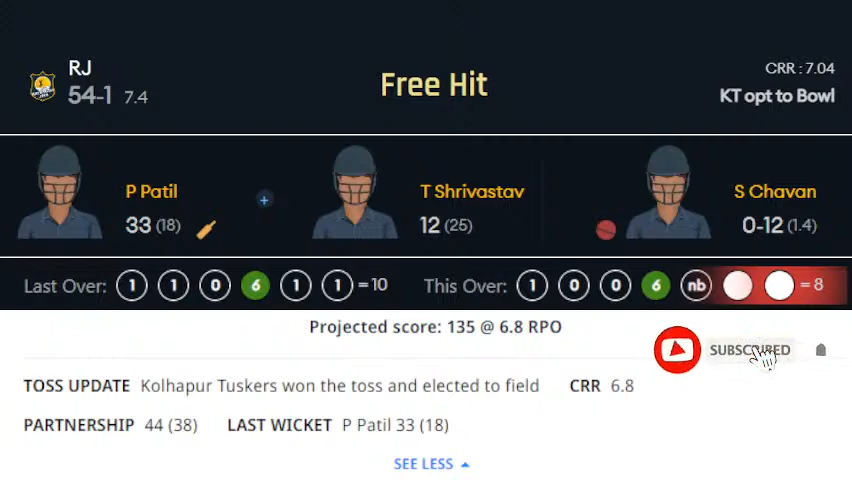 RJ
54-1 7.4
Free Hit
CRR : 7.04
KT opt to Bowl
P Patil
33 (18)
T Shrivastav
12 (25)
S Chavan
0-12 (1.4)
Last Over: 1 1 0 6 1 1 =10
This Over: 1 0 0 6 nb = 8
Projected score: 135 @ 6.8 RPO
SUBSCRIBED
TOSS UPDATE Kolhapur Tuskers won the toss and elected to field CRR 6.8
PARTNERSHIP 44 (38) LAST WICKET P Patil 33 (18)
SEE LESS